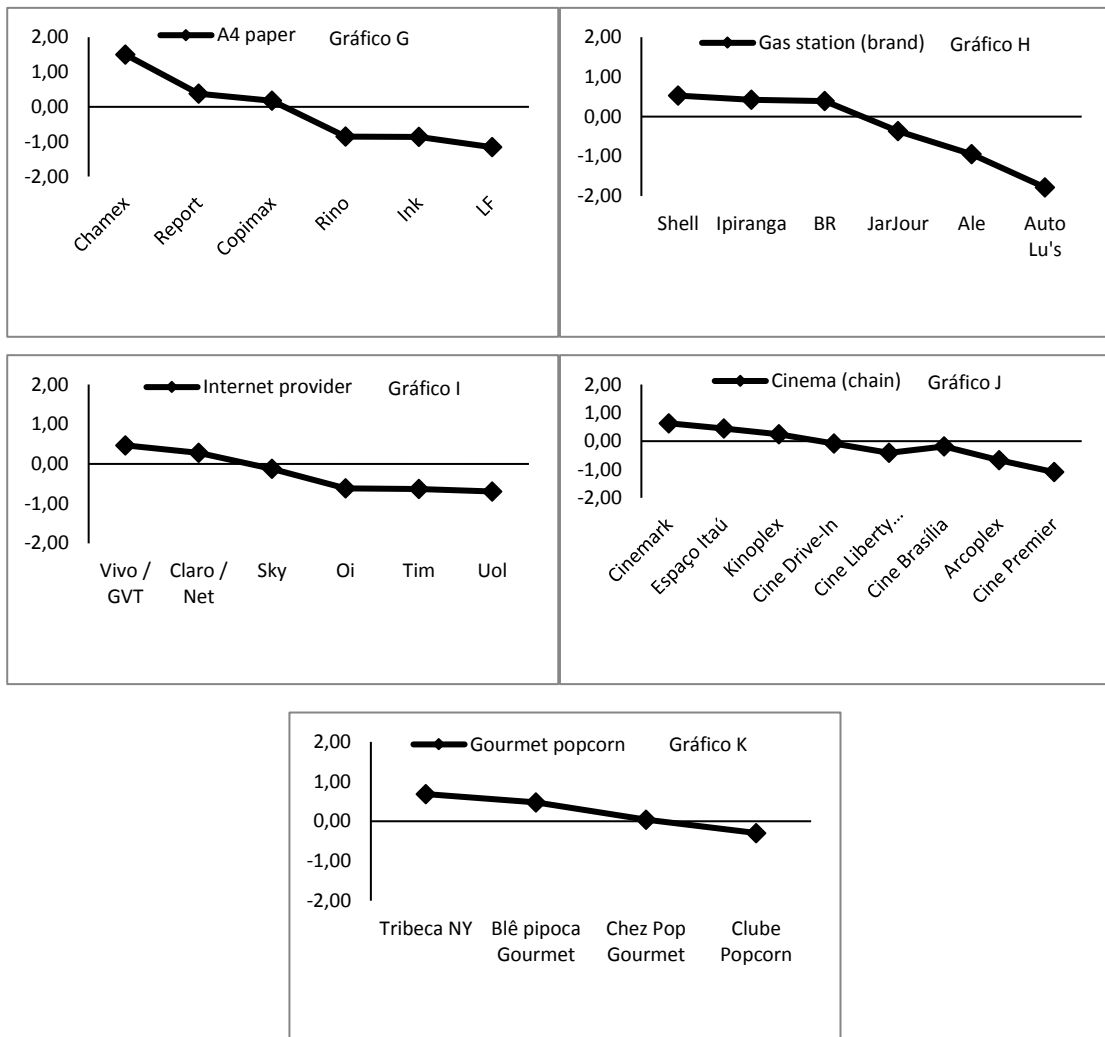 A4 paper Gráfico G
2,00
1,00
0,00
-1,00
-2,00
Chamex
Report
Copimax
Rino
Ink
LF
Gas station (brand) Gráfico H
2,00
1,00
0,00
-1,00
-2,00
Shell Ipiranga BR JarJour Ale Auto
Lu's
Internet provider Gráfico I
2,00
1,00
0,00
-1,00
-2,00
Vivo / Claro / Sky Oi Tim Uol
GVT Net
Cinema (chain) Gráfico J
2,00
1,00
0,00
-1,00
-2,00
Cinemark
Espaço Itaú
Kinoplex
Cine Drive-In
Cine Liberty...
Cine Brasília
Arcoplex
Cine Premier
Gourmet popcorn Gráfico K
2,00
1,00
0,00
-1,00
-2,00
Tribeca NY Blê pipoca Chez Pop Clube
Gourmet Gourmet Popcorn